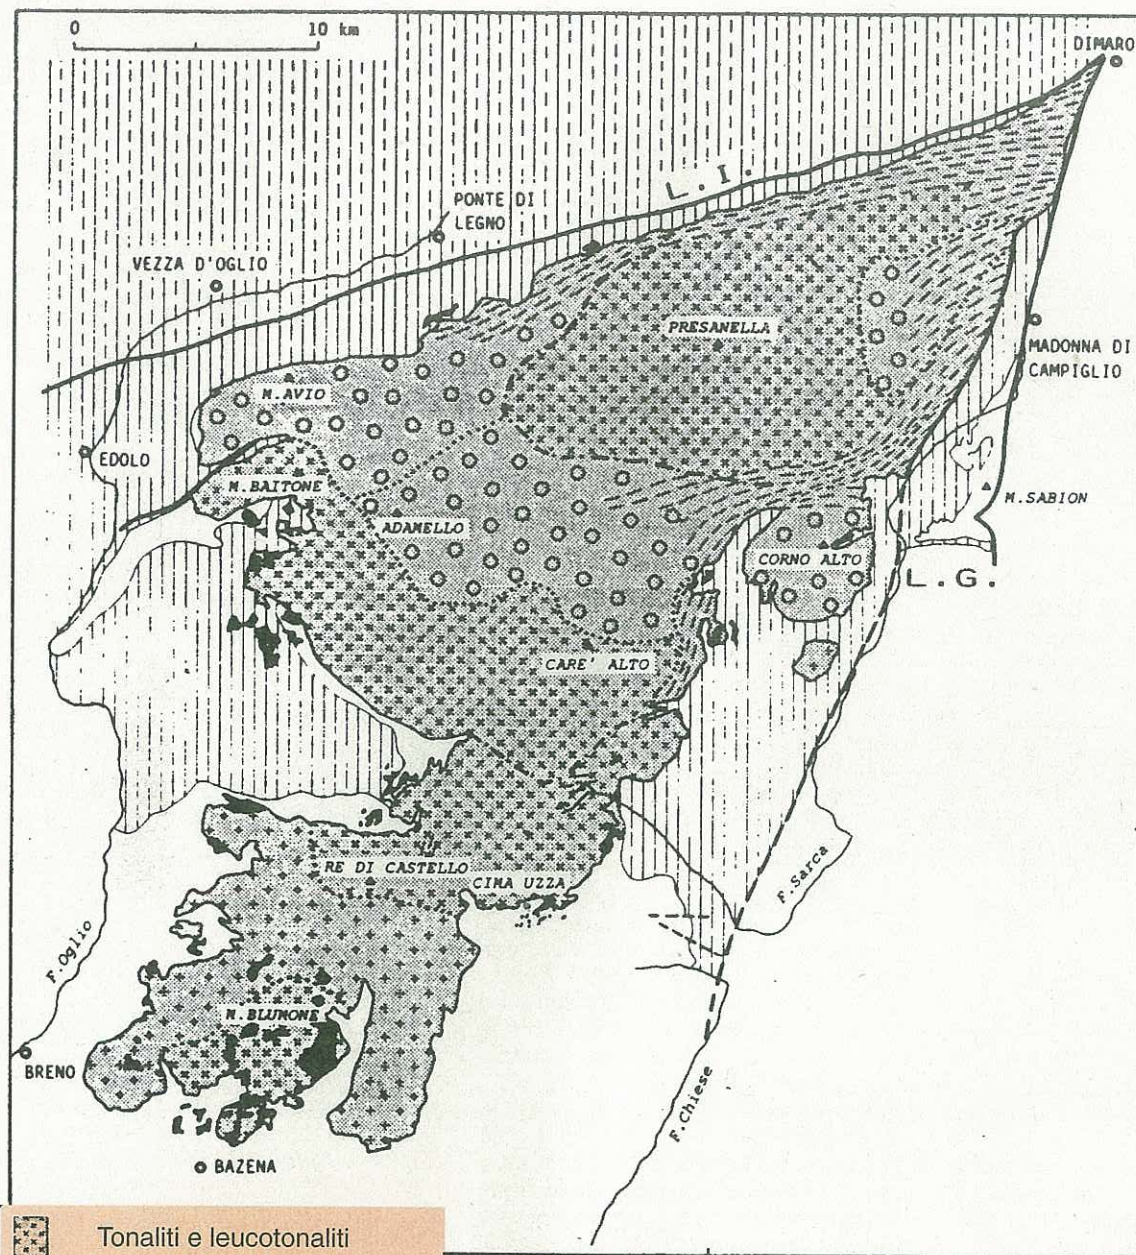 0 10 km
DIMARO
L. I.
PONTE DI
LEGNO
VEZZA D'OGLIO
PRESANELLA
MADONNA DI
CAMPIGLIO
M.AVIO
EDOLO
M.BAITONE
M.SABION
ADAMELLO
CORNO ALTO
L.G.
CARE' ALTO
RE DI CASTELLO
CIMA UZZA
F.Sarca
F.Oglio
M.BLUMONE
BRENO
F.Chiese
BAZENA
Tonaliti e leucotonaliti